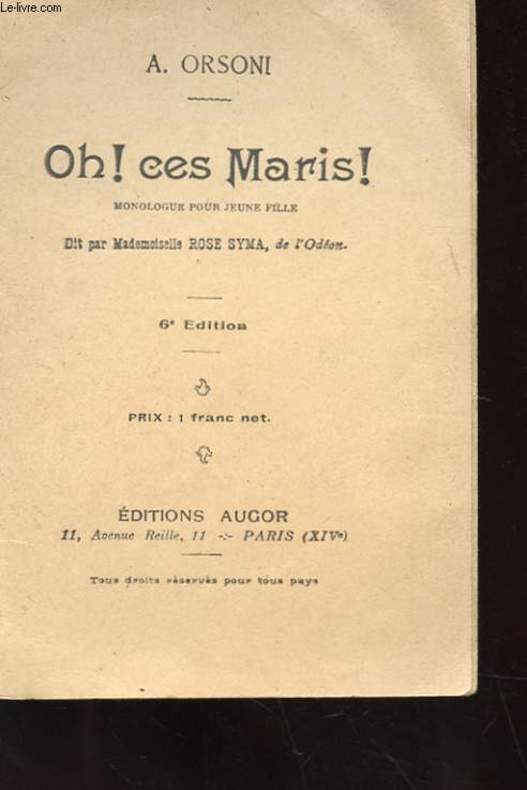 Le-livre.com
A. ORSONI
Oh! ces Maris!
MONOLOGUE POUR JEUNE FILLE
Dit par Mademoiselle ROSE SYMA, de l'Odéon.
6e Edition
PRIX : 1 franc net.
ÉDITIONS AUGOR
11, Avenue Reille, 11 -:- PARIS (XIVe)
Tous droits réservés pour tous pays